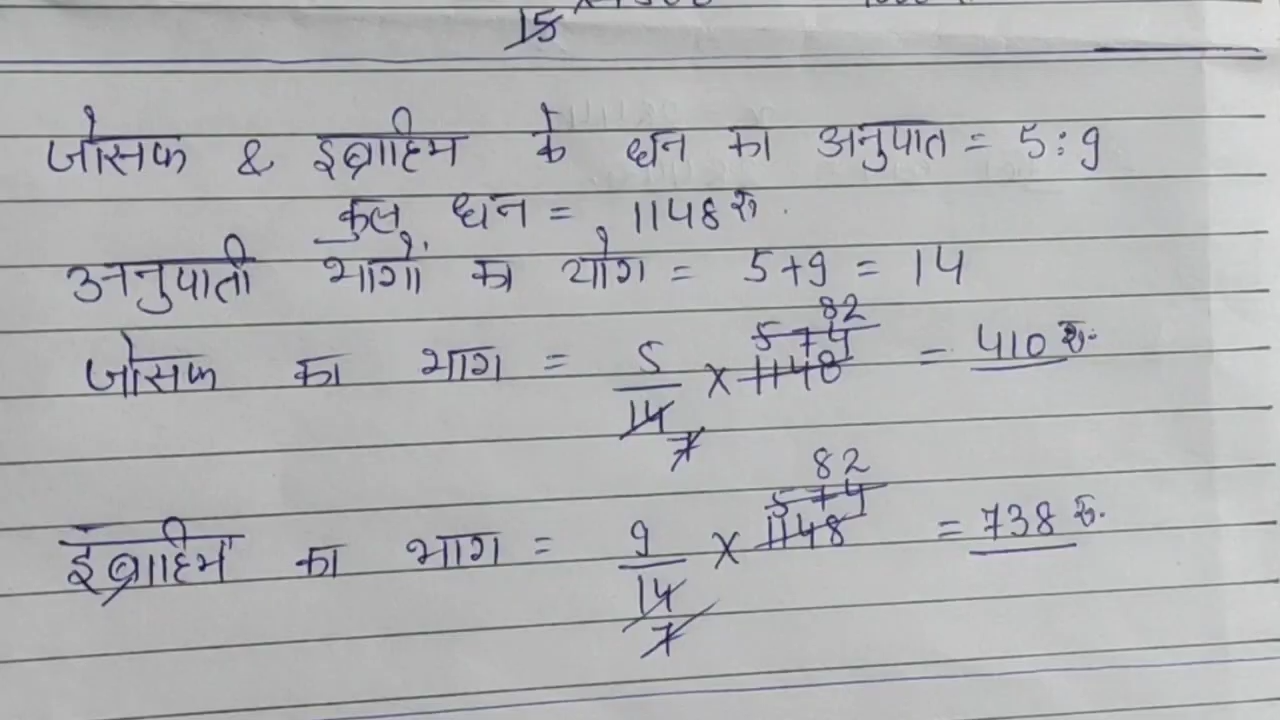 15
जोसफ & इब्राहिम के धन का अनुपात = 5:9
कुल धन = 1148 रु.
अनुपाती भागों का योग = 5+9 = 14
82
574
जोसफ का भाग = 5/14 × 1148 = 410 रु.
7
82
574
इब्राहिम का भाग = 9/14 × 1148 = 738 रु.
7